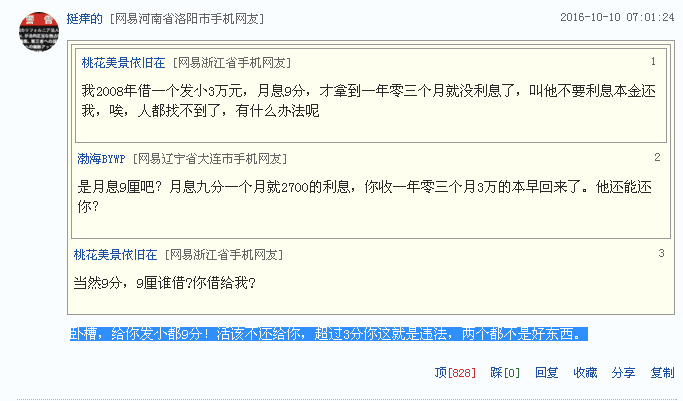 挺痒的 [网易河南省洛阳市手机网友] 2016-10-10 07:01:24
警 告
桃花美景依旧在 [网易浙江省手机网友] 1
我2008年借一个发小3万元，月息9分，才拿到一年零三个月就没利息了，叫他不要利息本金还
我，唉，人都找不到了，有什么办法呢
渤海BYWP [网易辽宁省大连市手机网友] 2
是月息9厘吧？月息九分一个月就2700的利息，你收一年零三个月3万的本早回来了。他还能还
你？
桃花美景依旧在 [网易浙江省手机网友] 3
当然9分，9厘谁借?你借给我?
卧槽，给你发小都9分！活该不还给你，超过3分你这就是违法，两个都不是好东西。
顶[828] 踩[0] 回复 收藏 分享 复制